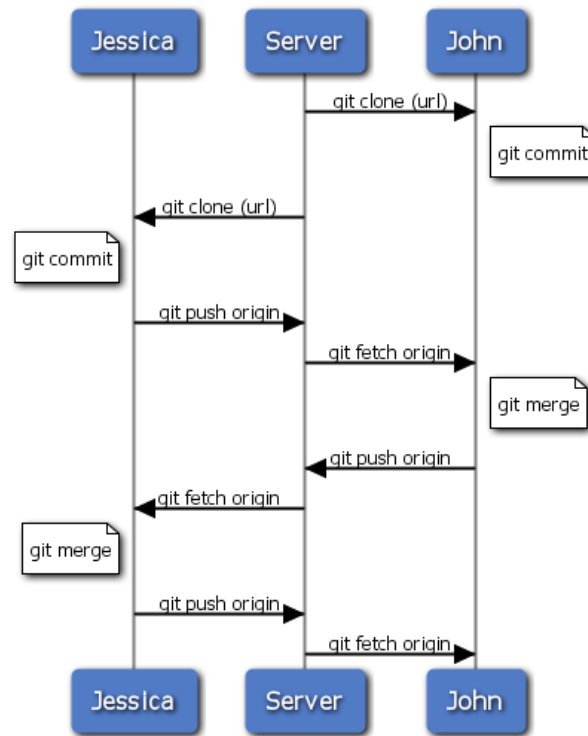 Jessica
Server
John
git clone (url)
git commit
git clone (url)
git commit
git push origin
git fetch origin
git merge
git push origin
git fetch origin
git merge
git push origin
git fetch origin
Jessica
Server
John